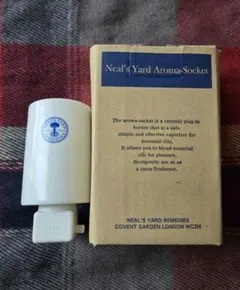 Neal's Yard Aroma-Socket
The aroma-socket is a ceramic plug-in
burner that is a safe,
simple and effective vaporizer for
essential oils.
It allows you to blend essential
oils for pleasure,
therapeutic use or as
a room freshener.
NEAL'S YARD REMEDIES
COVENT GARDEN LONDON WC2H